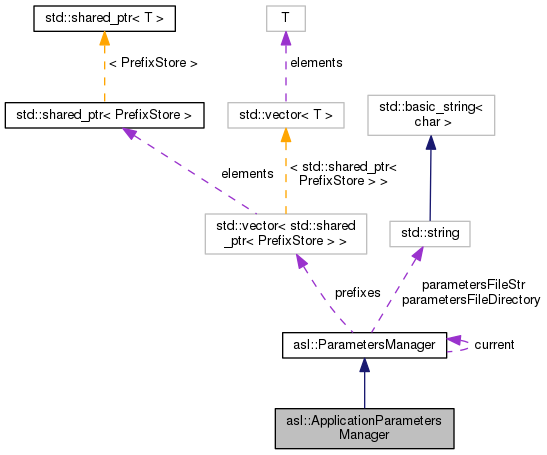 std::shared_ptr< T >
T
< PrefixStore >
elements
std::shared_ptr< PrefixStore >
std::vector< T >
std::basic_string<
char >
elements
< std::shared_ptr<
PrefixStore > >
std::vector< std::shared
_ptr< PrefixStore > >
std::string
prefixes
parametersFileStr
parametersFileDirectory
asl::ParametersManager
current
asl::ApplicationParameters
Manager